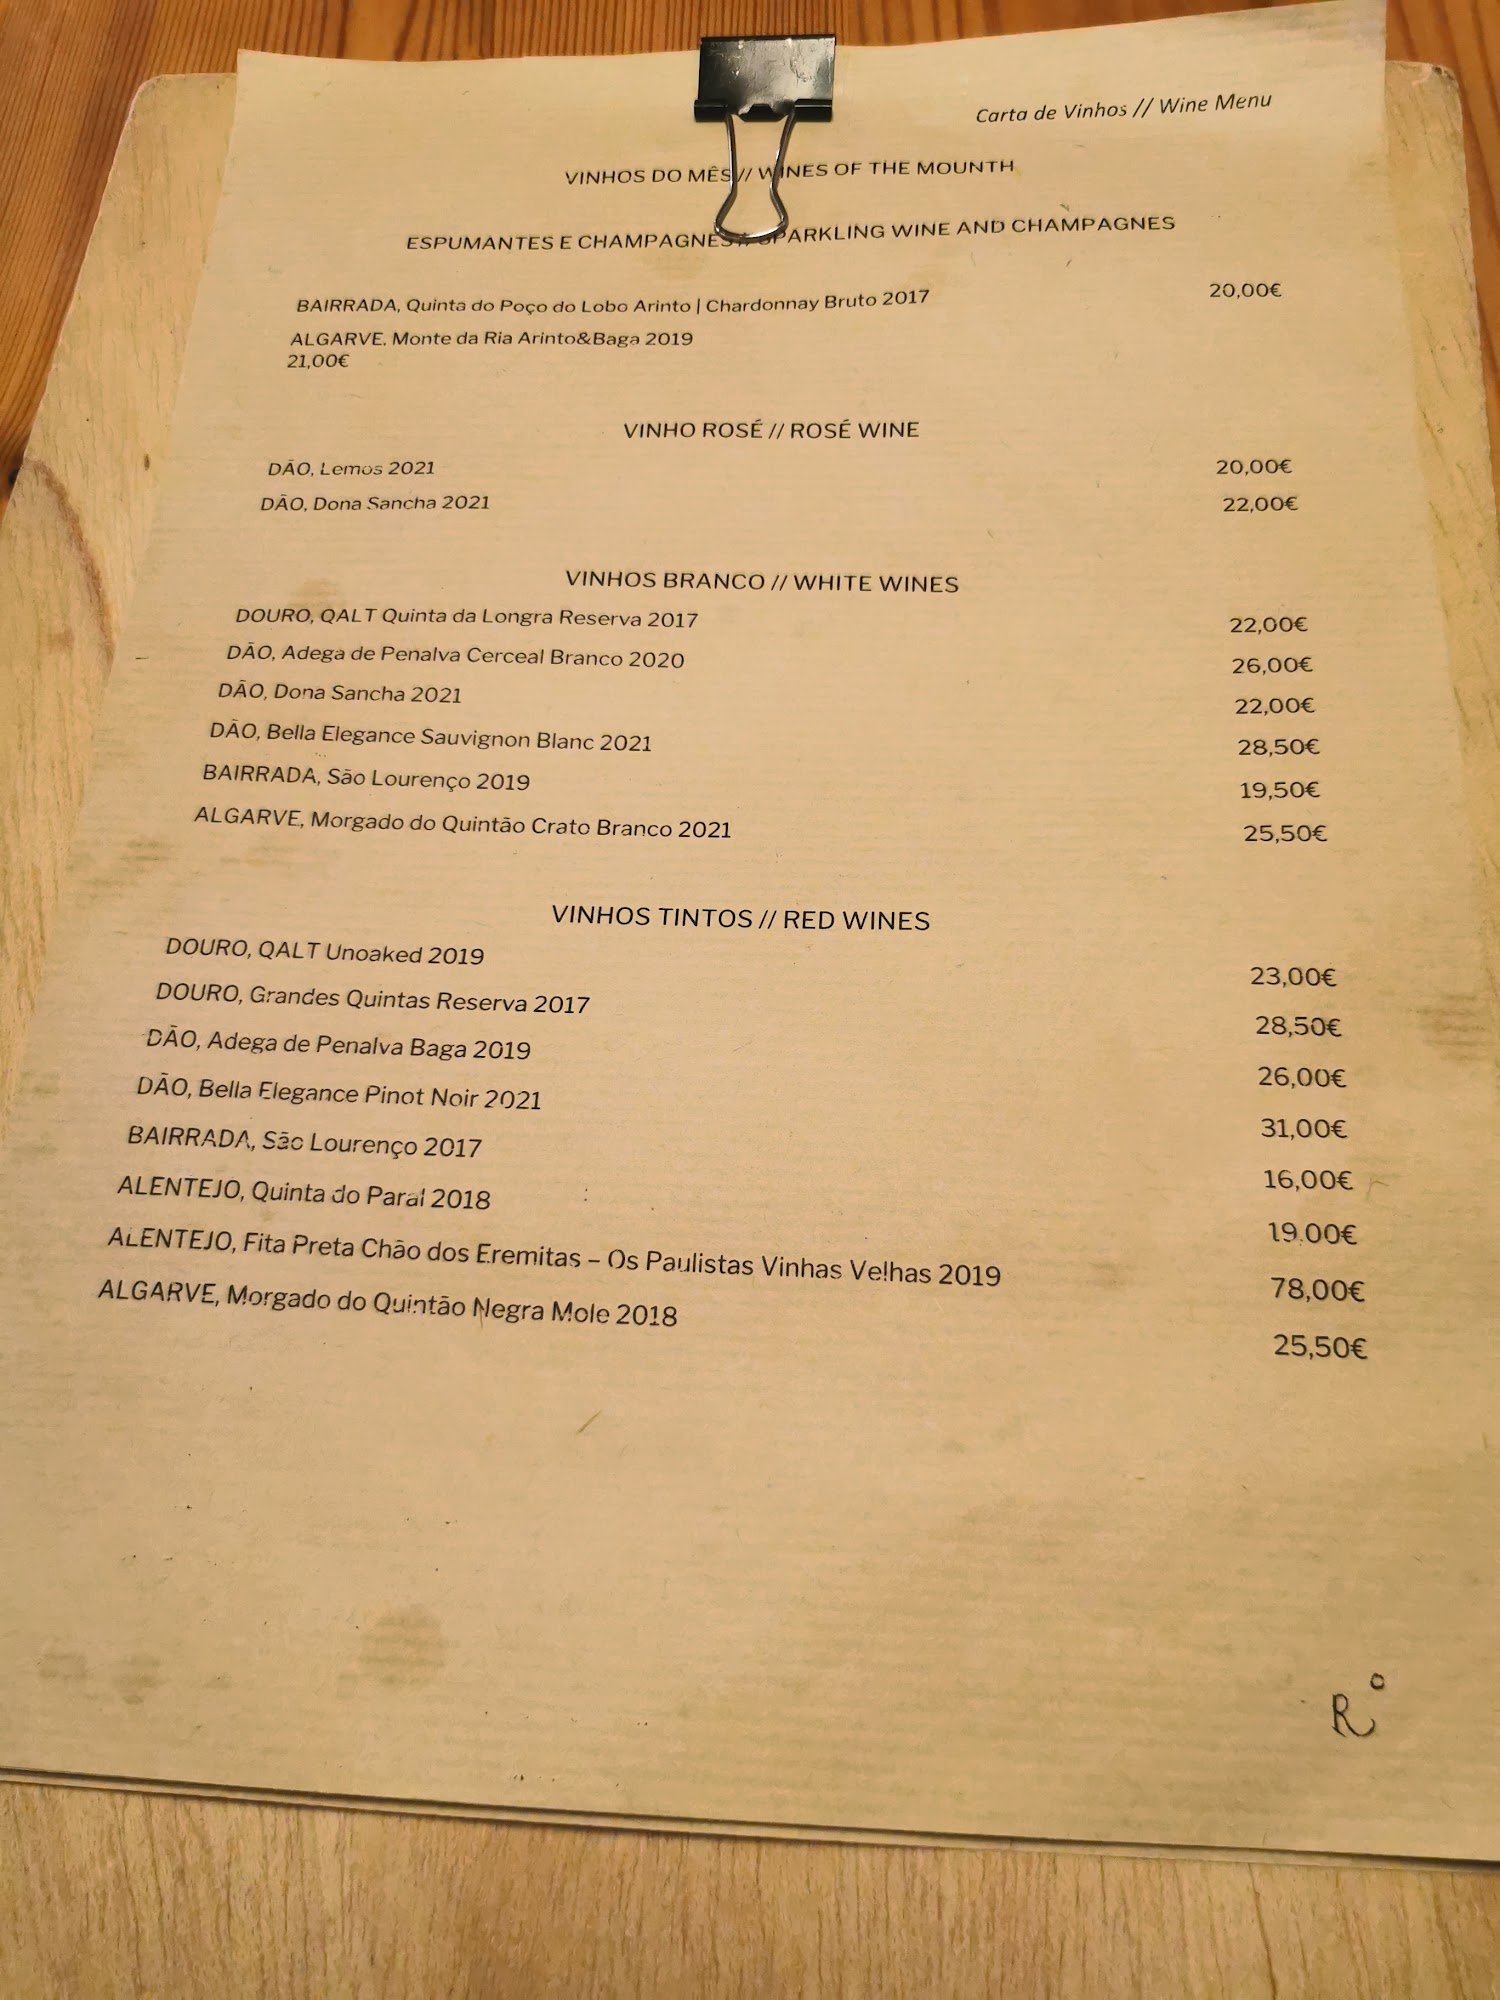 Carta de Vinhos // Wine Menu
VINHOS DO MÊS // WINES OF THE MOUNTH
ESPUMANTES E CHAMPAGNES // SPARKLING WINE AND CHAMPAGNES
BAIRRADA, Quinta do Poço do Lobo Arinto | Chardonnay Bruto 2017 20,00€
ALGARVE, Monte da Ria Arinto&Baga 2019
21,00€
VINHO ROSÉ // ROSÉ WINE
DÃO, Lemos 2021 20,00€
DÃO, Dona Sancha 2021 22,00€
VINHOS BRANCO // WHITE WINES
DOURO, QALT Quinta da Longra Reserva 2017 22,00€
DÃO, Adega de Penalva Cerceal Branco 2020 26,00€
DÃO, Dona Sancha 2021 22,00€
DÃO, Bella Elegance Sauvignon Blanc 2021 28,50€
BAIRRADA, São Lourenço 2019 19,50€
ALGARVE, Morgado do Quintão Crato Branco 2021 25,50€
VINHOS TINTOS // RED WINES
DOURO, QALT Unoaked 2019 23,00€
DOURO, Grandes Quintas Reserva 2017 28,50€
DÃO, Adega de Penalva Baga 2019 26,00€
DÃO, Bella Elegance Pinot Noir 2021 31,00€
BAIRRADA, São Lourenço 2017 16,00€
ALENTEJO, Quinta do Paral 2018 19,00€
ALENTEJO, Fita Preta Chão dos Eremitas – Os Paulistas Vinhas Velhas 2019 78,00€
ALGARVE, Morgado do Quintão Negra Mole 2018 25,50€
R°